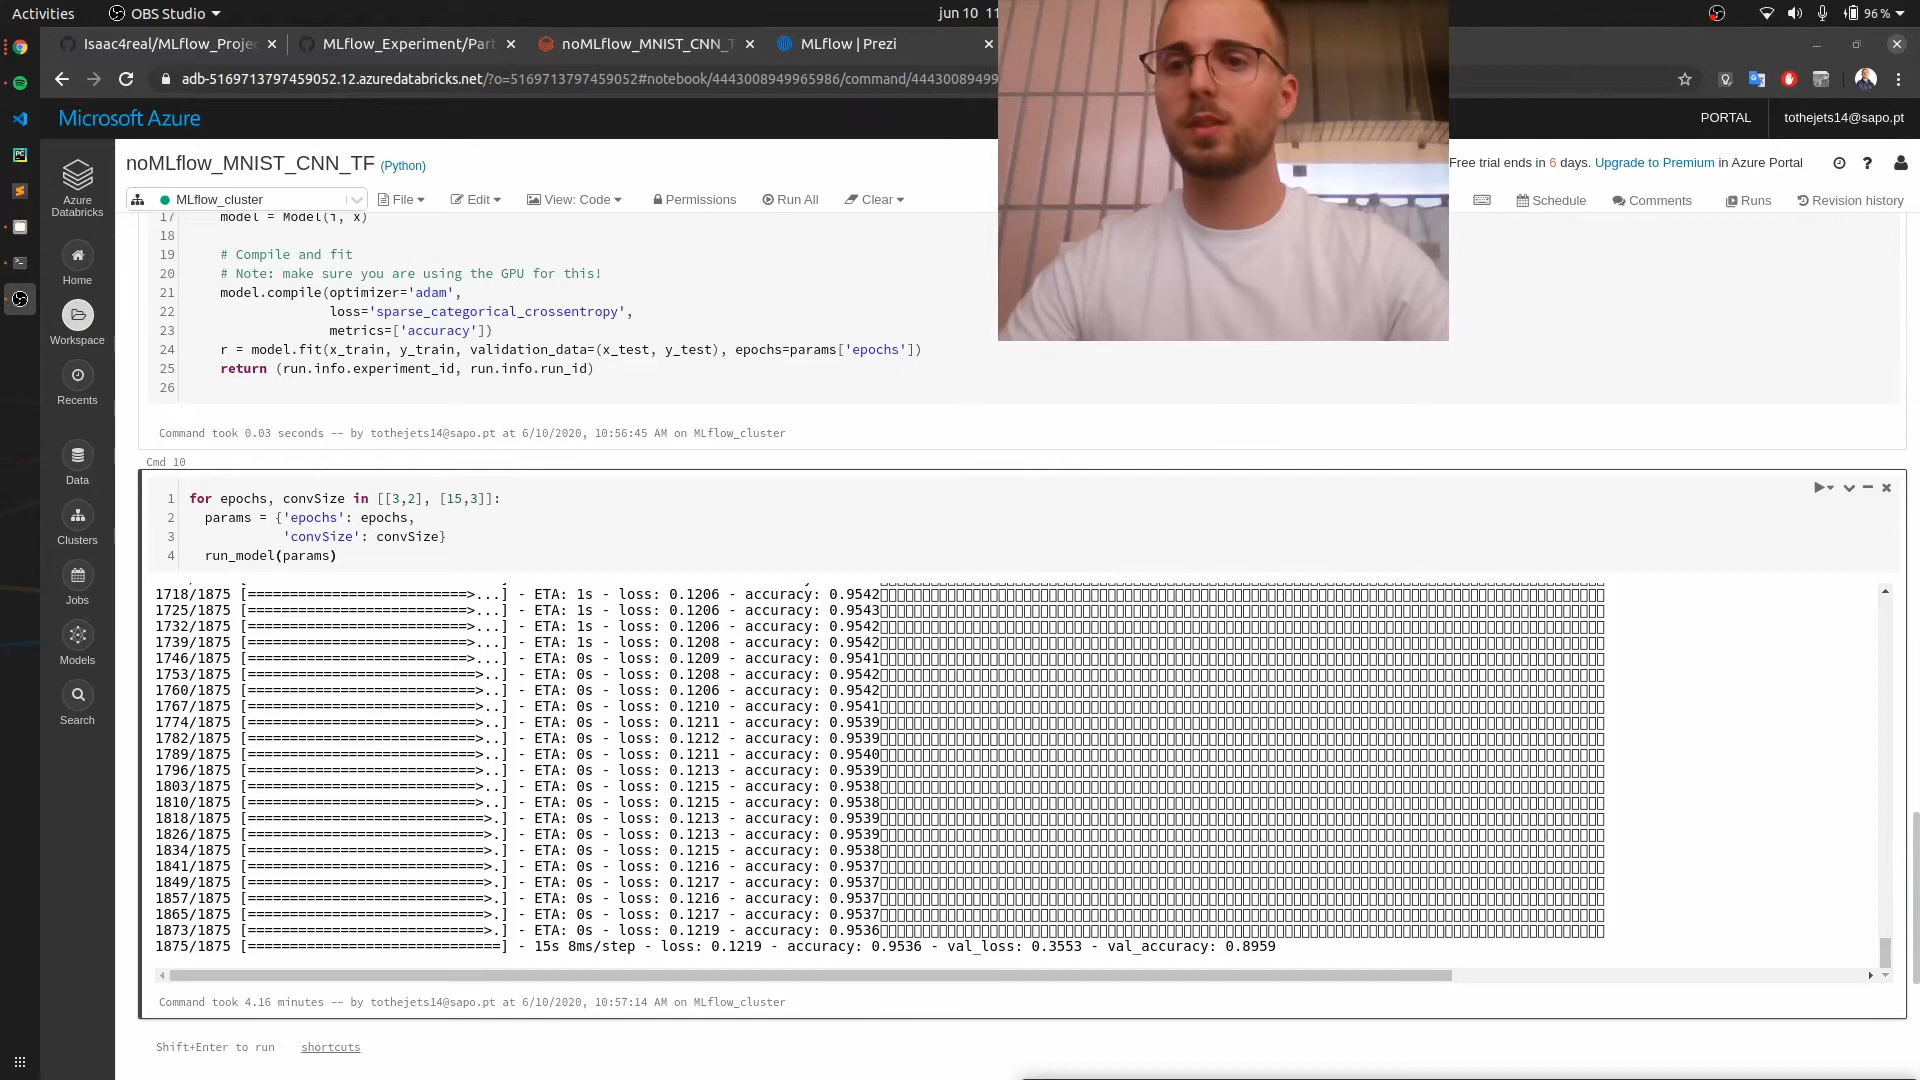 Activities
OBS Studio
jun 10 11
96 %
Isaac4real/MLflow_Proje
MLflow_Experiment/Part
noMLflow_MNIST_CNN_T
MLflow | Prezi
adb-5169713797459052.12.azuredatabricks.net/?o=5169713797459052#notebook/4443008949965986/command/44430089499
Microsoft Azure
PORTAL
tothejets14@sapo.pt
noMLflow_MNIST_CNN_TF (Python)
Free trial ends in 6 days. Upgrade to Premium in Azure Portal
MLflow_cluster
File
Edit
View: Code
Permissions
Run All
Clear
Schedule
Comments
Runs
Revision history
Azure
Databricks
Home
Workspace
Recents
Data
Clusters
Jobs
Models
Search
17 model = Model(i, x)
18
19 # Compile and fit
20 # Note: make sure you are using the GPU for this!
21 model.compile(optimizer='adam',
22 loss='sparse_categorical_crossentropy',
23 metrics=['accuracy'])
24 r = model.fit(x_train, y_train, validation_data=(x_test, y_test), epochs=params['epochs'])
25 return (run.info.experiment_id, run.info.run_id)
26
Command took 0.03 seconds -- by tothejets14@sapo.pt at 6/10/2020, 10:56:45 AM on MLflow_cluster
Cmd 10
1 for epochs, convSize in [[3,2], [15,3]]:
2 params = {'epochs': epochs,
3 'convSize': convSize}
4 run_model(params)
1718/1875 [==========================>...] - ETA: 1s - loss: 0.1206 - accuracy: 0.9542
1725/1875 [==========================>...] - ETA: 1s - loss: 0.1206 - accuracy: 0.9543
1732/1875 [==========================>...] - ETA: 1s - loss: 0.1206 - accuracy: 0.9542
1739/1875 [==========================>...] - ETA: 1s - loss: 0.1208 - accuracy: 0.9542
1746/1875 [==========================>...] - ETA: 0s - loss: 0.1209 - accuracy: 0.9541
1753/1875 [===========================>..] - ETA: 0s - loss: 0.1208 - accuracy: 0.9542
1760/1875 [===========================>..] - ETA: 0s - loss: 0.1206 - accuracy: 0.9542
1767/1875 [===========================>..] - ETA: 0s - loss: 0.1210 - accuracy: 0.9541
1774/1875 [===========================>..] - ETA: 0s - loss: 0.1211 - accuracy: 0.9539
1782/1875 [===========================>..] - ETA: 0s - loss: 0.1212 - accuracy: 0.9539
1789/1875 [===========================>..] - ETA: 0s - loss: 0.1211 - accuracy: 0.9540
1796/1875 [===========================>..] - ETA: 0s - loss: 0.1213 - accuracy: 0.9539
1803/1875 [===========================>..] - ETA: 0s - loss: 0.1215 - accuracy: 0.9538
1810/1875 [===========================>..] - ETA: 0s - loss: 0.1215 - accuracy: 0.9538
1818/1875 [============================>.] - ETA: 0s - loss: 0.1213 - accuracy: 0.9539
1826/1875 [============================>.] - ETA: 0s - loss: 0.1213 - accuracy: 0.9539
1834/1875 [============================>.] - ETA: 0s - loss: 0.1215 - accuracy: 0.9538
1841/1875 [============================>.] - ETA: 0s - loss: 0.1216 - accuracy: 0.9537
1849/1875 [============================>.] - ETA: 0s - loss: 0.1217 - accuracy: 0.9537
1857/1875 [============================>.] - ETA: 0s - loss: 0.1216 - accuracy: 0.9537
1865/1875 [============================>.] - ETA: 0s - loss: 0.1217 - accuracy: 0.9537
1873/1875 [============================>.] - ETA: 0s - loss: 0.1219 - accuracy: 0.9536
1875/1875 [==============================] - 15s 8ms/step - loss: 0.1219 - accuracy: 0.9536 - val_loss: 0.3553 - val_accuracy: 0.8959
Command took 4.16 minutes -- by tothejets14@sapo.pt at 6/10/2020, 10:57:14 AM on MLflow_cluster
Shift+Enter to run shortcuts